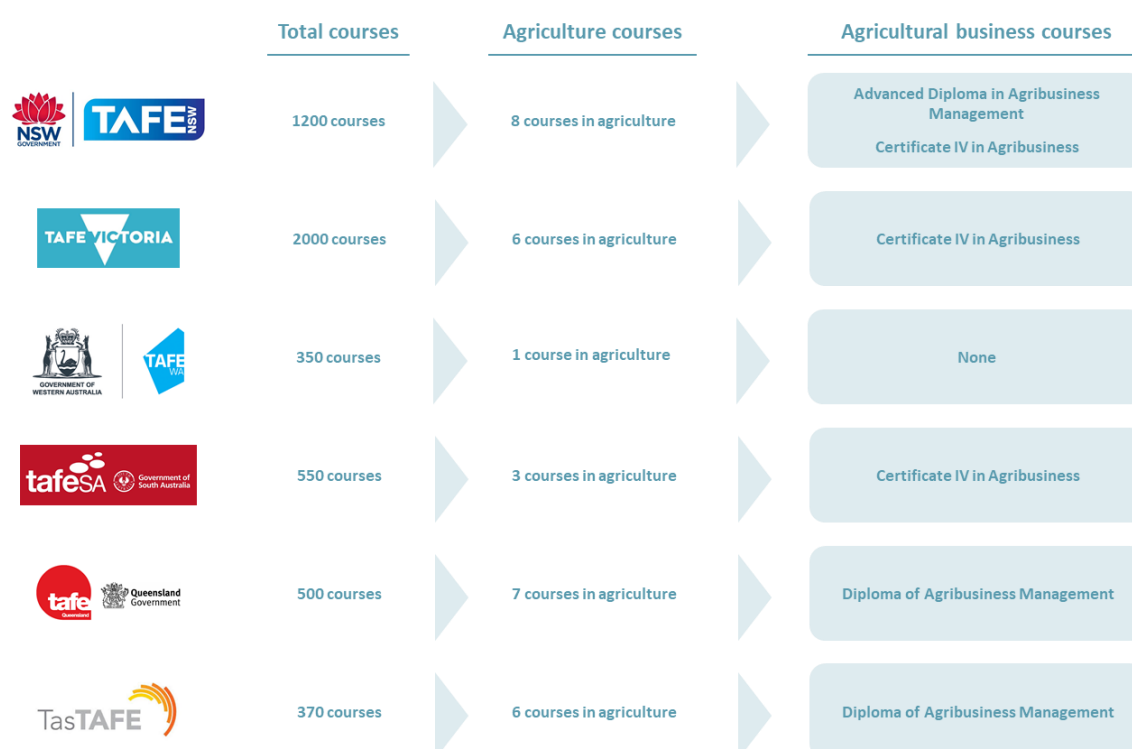 Total courses
Agriculture courses
Agricultural business courses
NSW
GOVERNMENT
TAFE
NSW
1200 courses
8 courses in agriculture
Advanced Diploma in Agribusiness
Management
Certificate IV in Agribusiness
TAFE VICTORIA
2000 courses
6 courses in agriculture
Certificate IV in Agribusiness
GOVERNMENT OF
WESTERN AUSTRALIA
TAFE
WA
350 courses
1 course in agriculture
None
tafeSA
Government of
South Australia
550 courses
3 courses in agriculture
Certificate IV in Agribusiness
tafe
Queensland
Queensland
Government
500 courses
7 courses in agriculture
Diploma of Agribusiness Management
TasTAFE
370 courses
6 courses in agriculture
Diploma of Agribusiness Management